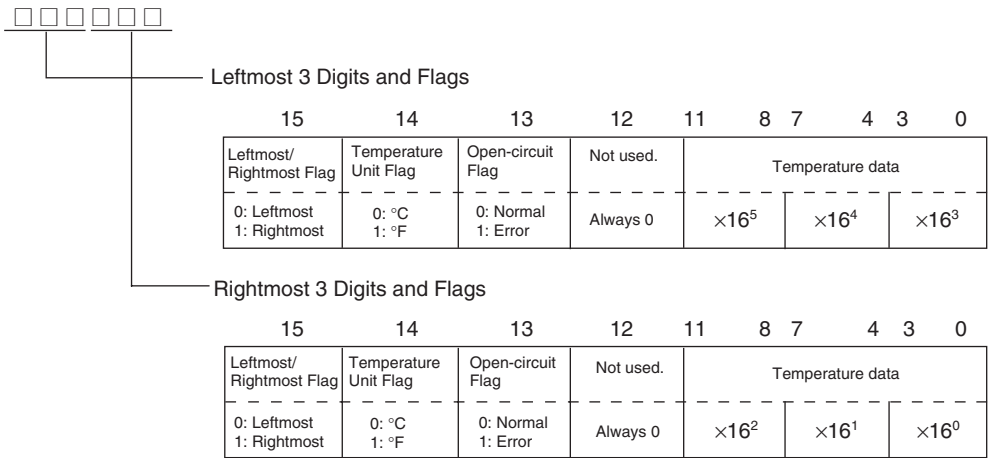 □□□□□□
Leftmost 3 Digits and Flags
15 14 13 12 11 8 7 4 3 0
Leftmost/ Temperature Open-circuit Not used. Temperature data
Rightmost Flag Unit Flag Flag
0: Leftmost 0: °C 0: Normal Always 0 ×16⁵ ×16⁴ ×16³
1: Rightmost 1: °F 1: Error
Rightmost 3 Digits and Flags
15 14 13 12 11 8 7 4 3 0
Leftmost/ Temperature Open-circuit Not used. Temperature data
Rightmost Flag Unit Flag Flag
0: Leftmost 0: °C 0: Normal Always 0 ×16² ×16¹ ×16⁰
1: Rightmost 1: °F 1: Error